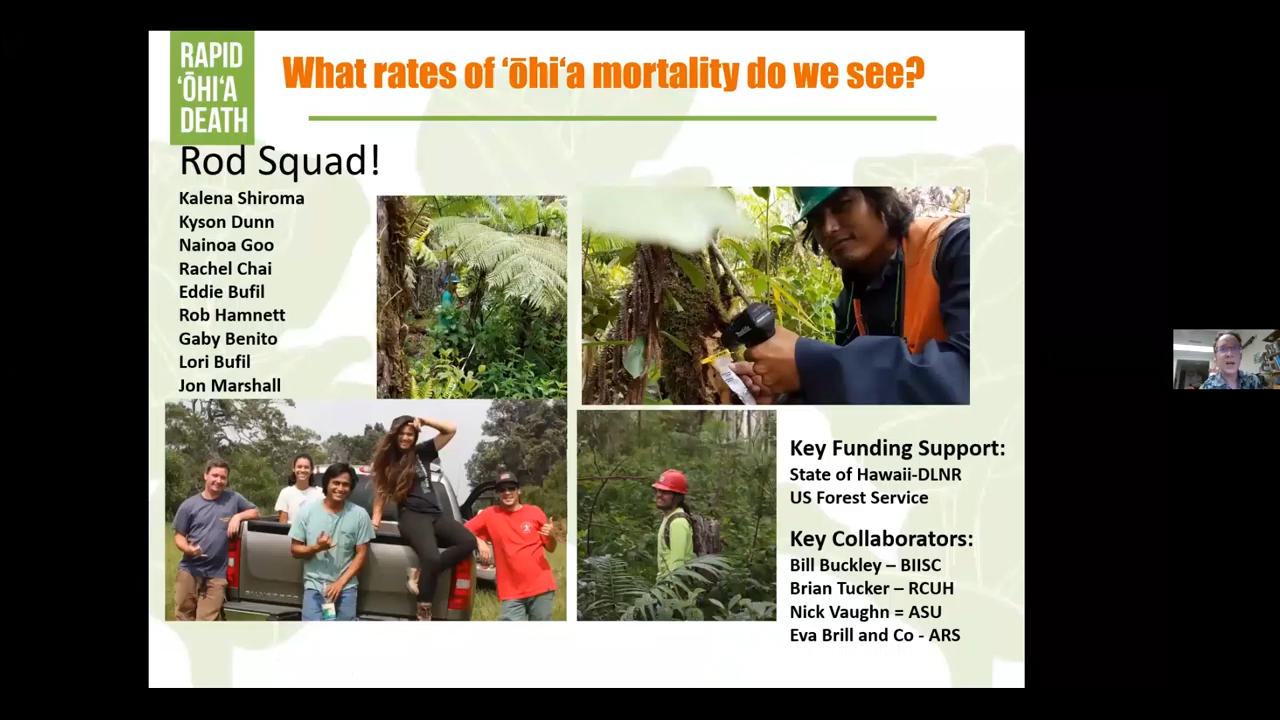 RAPID
‘ŌHI‘A
DEATH
What rates of ‘ōhi‘a mortality do we see?
Rod Squad!
Kalena Shiroma
Kyson Dunn
Nainoa Goo
Rachel Chai
Eddie Bufil
Rob Hamnett
Gaby Benito
Lori Bufil
Jon Marshall
Key Funding Support:
State of Hawaii-DLNR
US Forest Service
Key Collaborators:
Bill Buckley – BIISC
Brian Tucker – RCUH
Nick Vaughn = ASU
Eva Brill and Co - ARS